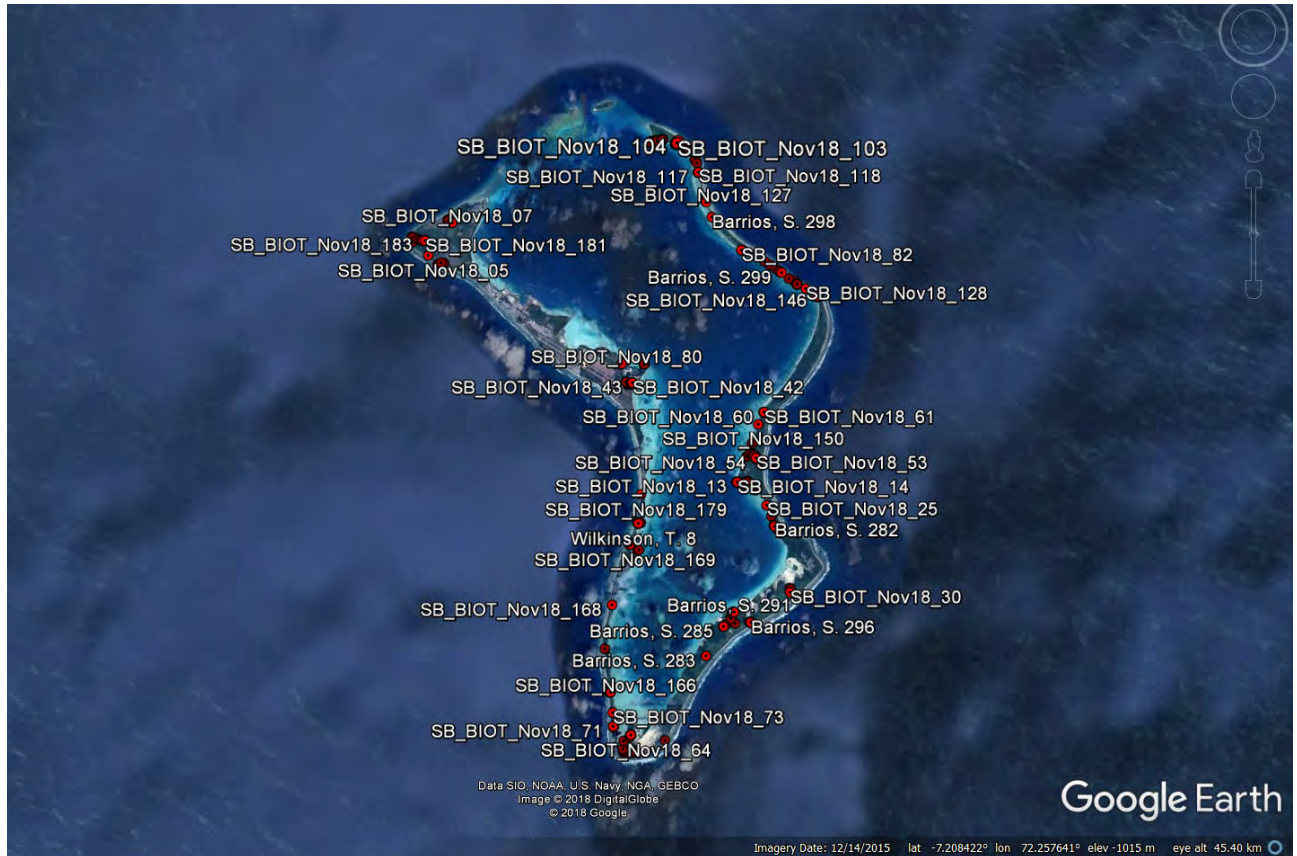 SB_BIOT_Nov18_104 SB_BIOT_Nov18_103
SB_BIOT_Nov18_117 SB_BIOT_Nov18_118
SB_BIOT_Nov18_127
SB_BIOT_Nov18_07
Barrios, S. 298
SB_BIOT_Nov18_183 SB_BIOT_Nov18_181
SB_BIOT_Nov18_82
SB_BIOT_Nov18_05
Barrios, S. 299
SB_BIOT_Nov18_146 SB_BIOT_Nov18_128
SB_BIOT_Nov18_80
SB_BIOT_Nov18_43 SB_BIOT_Nov18_42
SB_BIOT_Nov18_60 SB_BIOT_Nov18_61
SB_BIOT_Nov18_150
SB_BIOT_Nov18_54 SB_BIOT_Nov18_53
SB_BIOT_Nov18_13 SB_BIOT_Nov18_14
SB_BIOT_Nov18_179 SB_BIOT_Nov18_25
Barrios, S. 282
Wilkinson, T. 8
SB_BIOT_Nov18_169
SB_BIOT_Nov18_30
SB_BIOT_Nov18_168 Barrios, S. 291
Barrios, S. 285 Barrios, S. 296
Barrios, S. 283
SB_BIOT_Nov18_166
SB_BIOT_Nov18_73
SB_BIOT_Nov18_71
SB_BIOT_Nov18_64
Data SIO, NOAA, U.S. Navy, NGA, GEBCO
Image © 2018 DigitalGlobe
© 2018 Google
Google Earth
Imagery Date: 12/14/2015 lat -7.208422° lon 72.257641° elev -1015 m eye alt 45.40 km